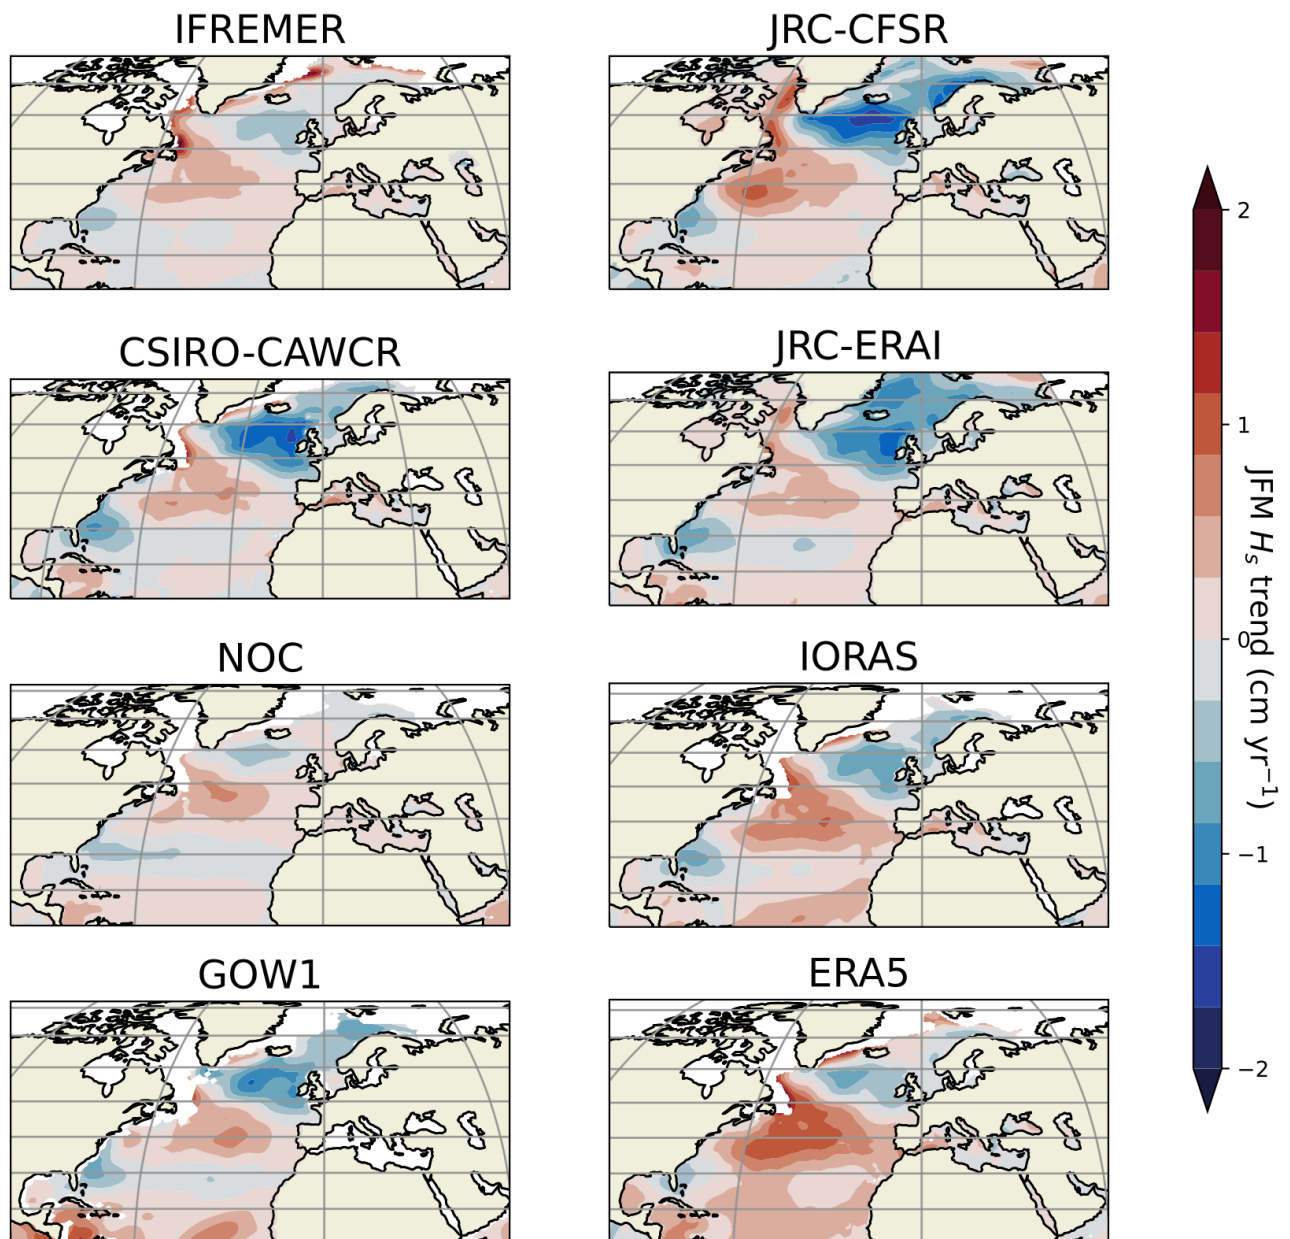 IFREMER
JRC-CFSR
CSIRO-CAWCR
JRC-ERAI
NOC
IORAS
GOW1
ERA5
2
1
0
−1
−2
JFM Hₛ trend (cm yr⁻¹)